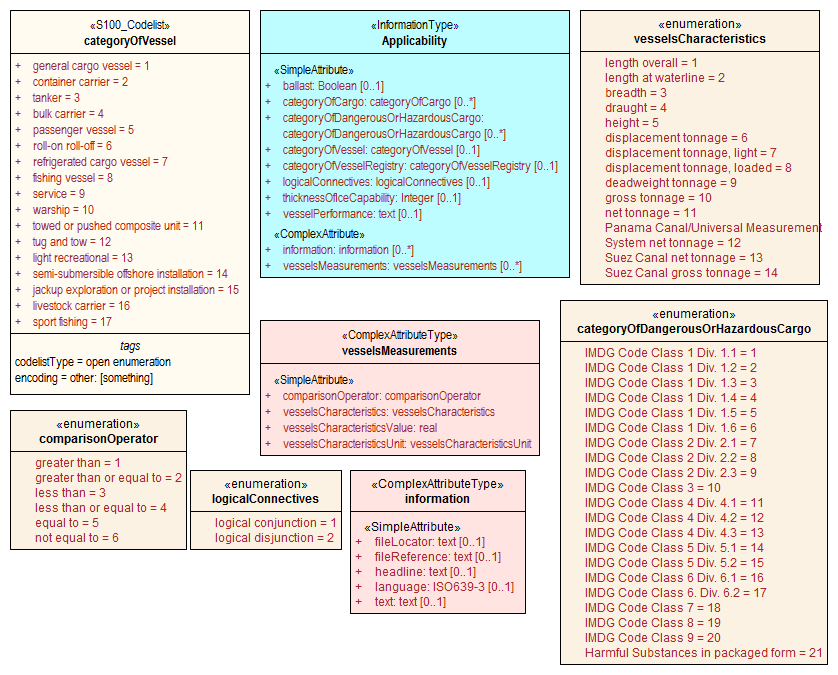 «S100_Codelist»
categoryOfVessel
+ general cargo vessel = 1
+ container carrier = 2
+ tanker = 3
+ bulk carrier = 4
+ passenger vessel = 5
+ roll-on roll-off = 6
+ refrigerated cargo vessel = 7
+ fishing vessel = 8
+ service = 9
+ warship = 10
+ towed or pushed composite unit = 11
+ tug and tow = 12
+ light recreational = 13
+ semi-submersible offshore installation = 14
+ jackup exploration or project installation = 15
+ livestock carrier = 16
+ sport fishing = 17
tags
codelistType = open enumeration
encoding = other: [something]
«InformationType»
Applicability
«SimpleAttribute»
+ ballast: Boolean [0..1]
+ categoryOfCargo: categoryOfCargo [0..*]
+ categoryOfDangerousOrHazardousCargo:
categoryOfDangerousOrHazardousCargo [0..*]
+ categoryOfVessel: categoryOfVessel [0..1]
+ categoryOfVesselRegistry: categoryOfVesselRegistry [0..1]
+ logicalConnectives: logicalConnectives [0..1]
+ thicknessOfIceCapability: Integer [0..1]
+ vesselPerformance: text [0..1]
«ComplexAttribute»
+ information: information [0..*]
+ vesselsMeasurements: vesselsMeasurements [0..*]
«enumeration»
vesselsCharacteristics
length overall = 1
length at waterline = 2
breadth = 3
draught = 4
height = 5
displacement tonnage = 6
displacement tonnage, light = 7
displacement tonnage, loaded = 8
deadweight tonnage = 9
gross tonnage = 10
net tonnage = 11
Panama Canal/Universal Measurement
System net tonnage = 12
Suez Canal net tonnage = 13
Suez Canal gross tonnage = 14
«ComplexAttributeType»
vesselsMeasurements
«SimpleAttribute»
+ comparisonOperator: comparisonOperator
+ vesselsCharacteristics: vesselsCharacteristics
+ vesselsCharacteristicsValue: real
+ vesselsCharacteristicsUnit: vesselsCharacteristicsUnit
«enumeration»
categoryOfDangerousOrHazardousCargo
IMDG Code Class 1 Div. 1.1 = 1
IMDG Code Class 1 Div. 1.2 = 2
IMDG Code Class 1 Div. 1.3 = 3
IMDG Code Class 1 Div. 1.4 = 4
IMDG Code Class 1 Div. 1.5 = 5
IMDG Code Class 1 Div. 1.6 = 6
IMDG Code Class 2 Div. 2.1 = 7
IMDG Code Class 2 Div. 2.2 = 8
IMDG Code Class 2 Div. 2.3 = 9
IMDG Code Class 3 = 10
IMDG Code Class 4 Div. 4.1 = 11
IMDG Code Class 4 Div. 4.2 = 12
IMDG Code Class 4 Div. 4.3 = 13
IMDG Code Class 5 Div. 5.1 = 14
IMDG Code Class 5 Div. 5.2 = 15
IMDG Code Class 6 Div. 6.1 = 16
IMDG Code Class 6. Div. 6.2 = 17
IMDG Code Class 7 = 18
IMDG Code Class 8 = 19
IMDG Code Class 9 = 20
Harmful Substances in packaged form = 21
«enumeration»
comparisonOperator
greater than = 1
greater than or equal to = 2
less than = 3
less than or equal to = 4
equal to = 5
not equal to = 6
«enumeration»
logicalConnectives
logical conjunction = 1
logical disjunction = 2
«ComplexAttributeType»
information
«SimpleAttribute»
+ fileLocator: text [0..1]
+ fileReference: text [0..1]
+ headline: text [0..1]
+ language: ISO639-3 [0..1]
+ text: text [0..1]